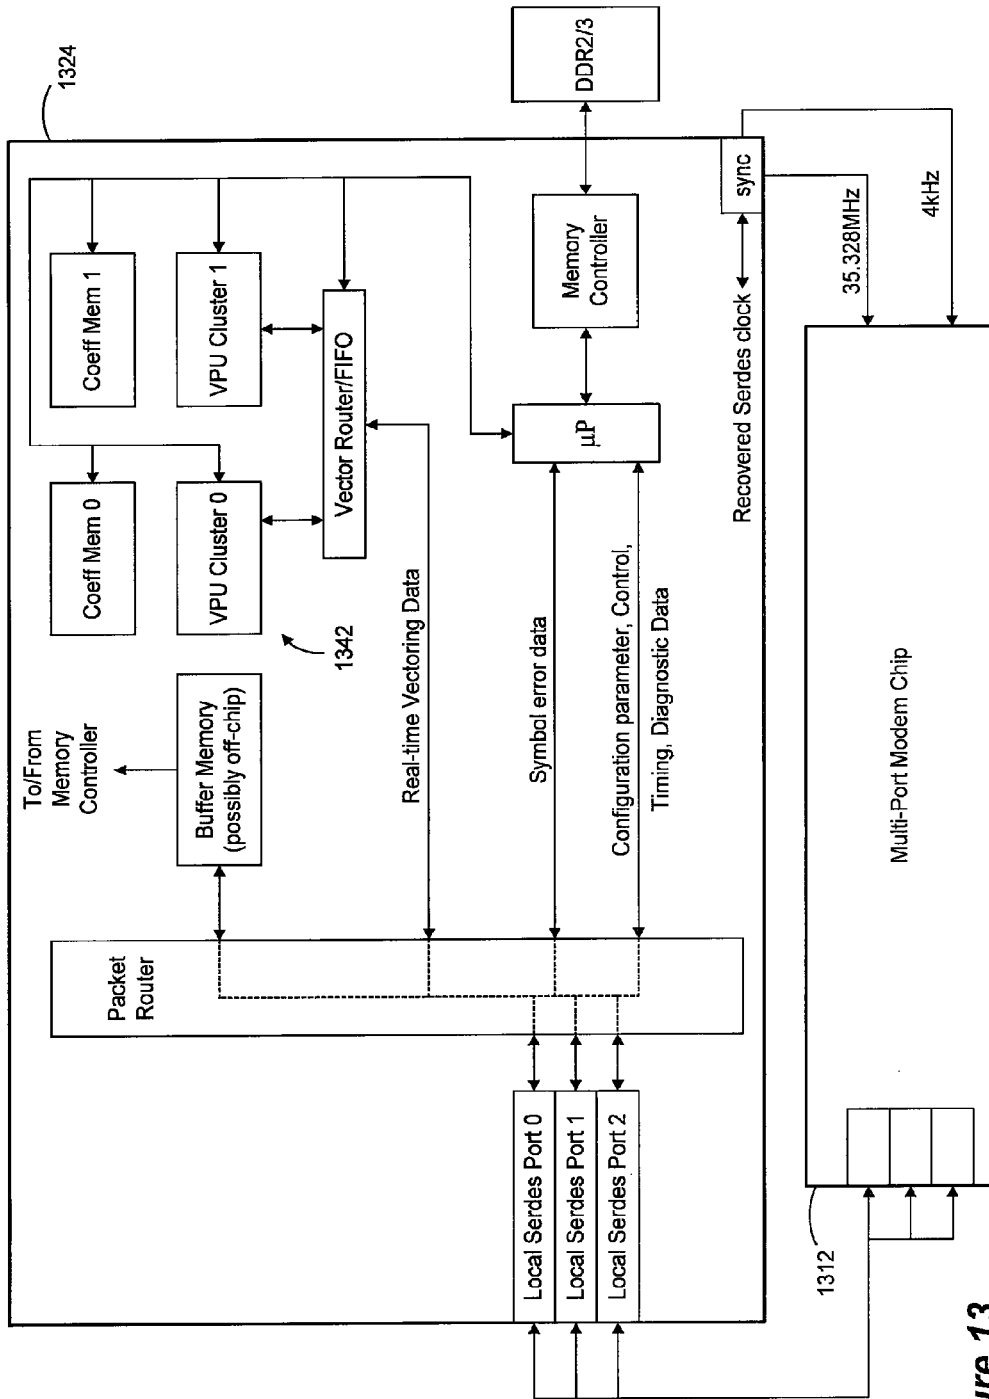 1324
DDR2/3
Coeff Mem 1
VPU Cluster 1
Coeff Mem 0
VPU Cluster 0
Vector Router/FIFO
1342
Memory
Controller
µP
sync
Recovered Serdes clock
35.328MHz
4kHz
To/From
Memory
Controller
Buffer Memory
(possibly off-chip)
Real-time Vectoring Data
Symbol error data
Configuration parameter, Control,
Timing, Diagnostic Data
Packet
Router
Local Serdes Port 0
Local Serdes Port 1
Local Serdes Port 2
Multi-Port Modem Chip
1312
ure 13